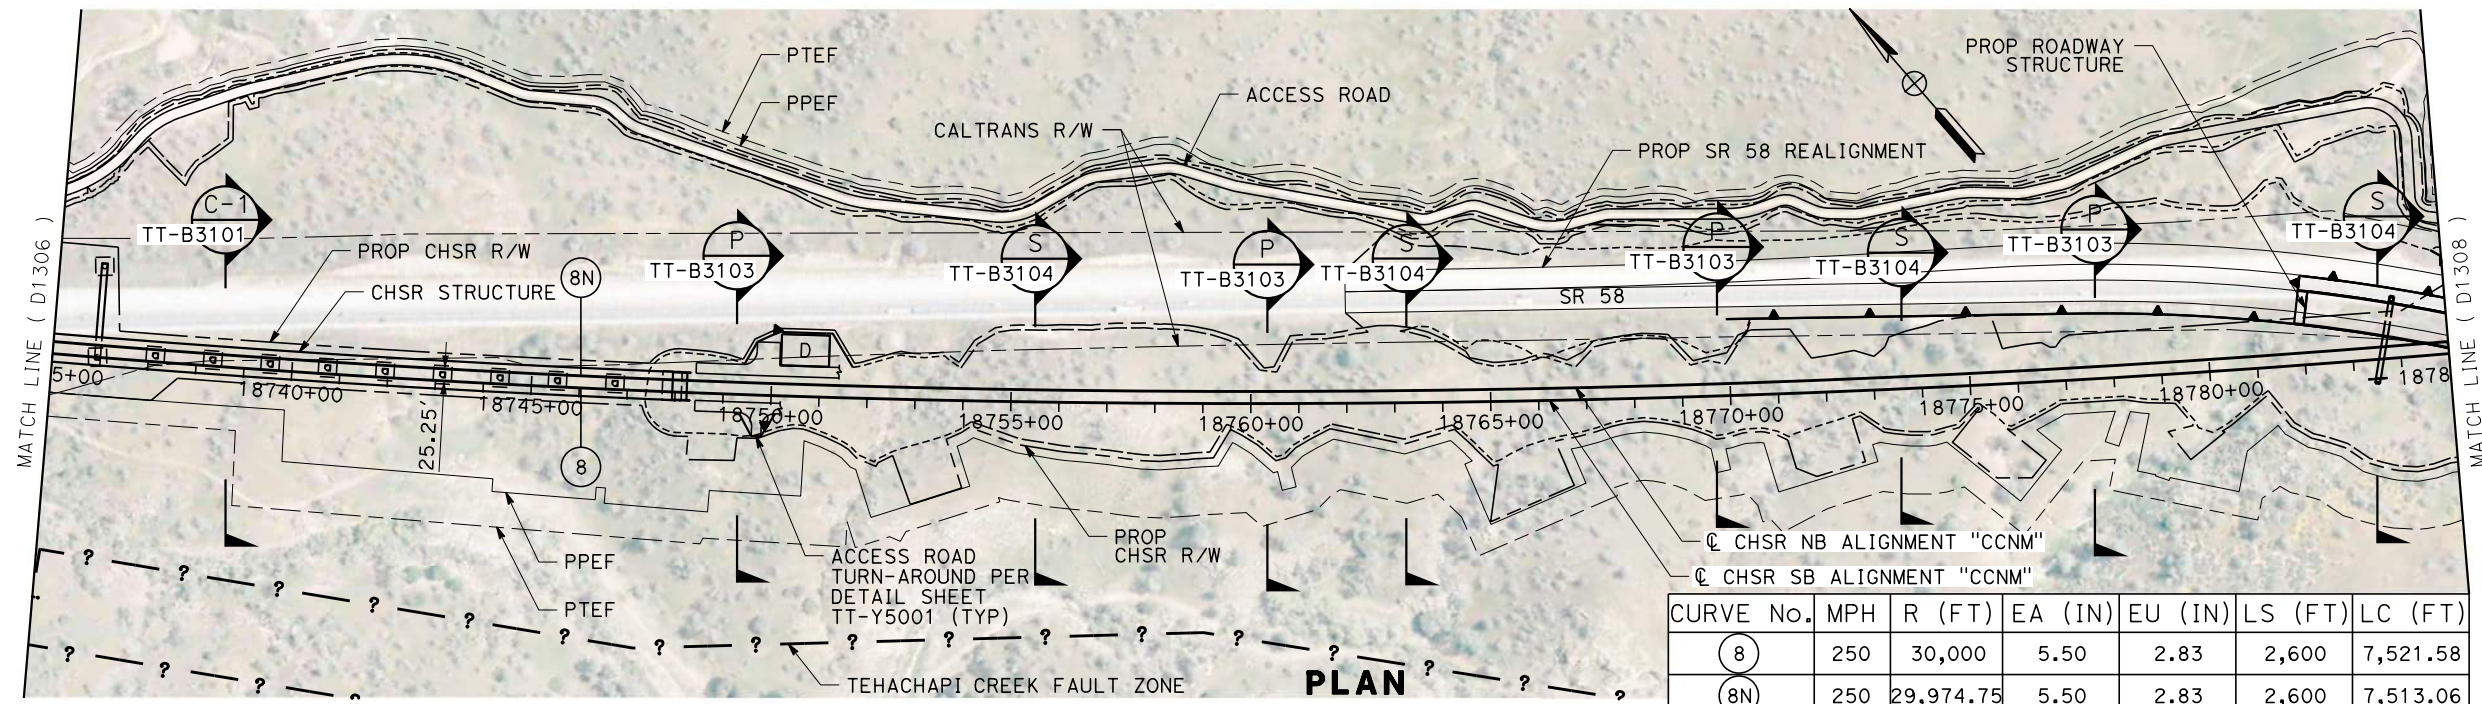 PTEF
PPEF
ACCESS ROAD
CALTRANS R/W
PROP SR 58 REALIGNMENT
PROP ROADWAY
STRUCTURE
C-1
TT-B3101
P
TT-B3103
S
TT-B3104
P
TT-B3103
S
TT-B3104
P
TT-B3103
S
TT-B3104
P
TT-B3103
S
TT-B3104
MATCH LINE ( D1306 )
MATCH LINE ( D1308 )
PROP CHSR R/W
CHSR STRUCTURE
8N
SR 58
D
5+00
18740+00
18745+00
18750+00
18755+00
18760+00
18765+00
18770+00
18775+00
18780+00
1878
25.25'
8
PPEF
PTEF
ACCESS ROAD
TURN-AROUND PER
DETAIL SHEET
TT-Y5001 (TYP)
PROP
CHSR R/W
℄ CHSR NB ALIGNMENT "CCNM"
℄ CHSR SB ALIGNMENT "CCNM"
? ? ? ? ? ? ? ? ? ? ? ? ? ? ? ? ?
? ? ? ?
TEHACHAPI CREEK FAULT ZONE
PLAN
CURVE No. MPH R (FT) EA (IN) EU (IN) LS (FT) LC (FT)
8 250 30,000 5.50 2.83 2,600 7,521.58
8N 250 29,974.75 5.50 2.83 2,600 7,513.06